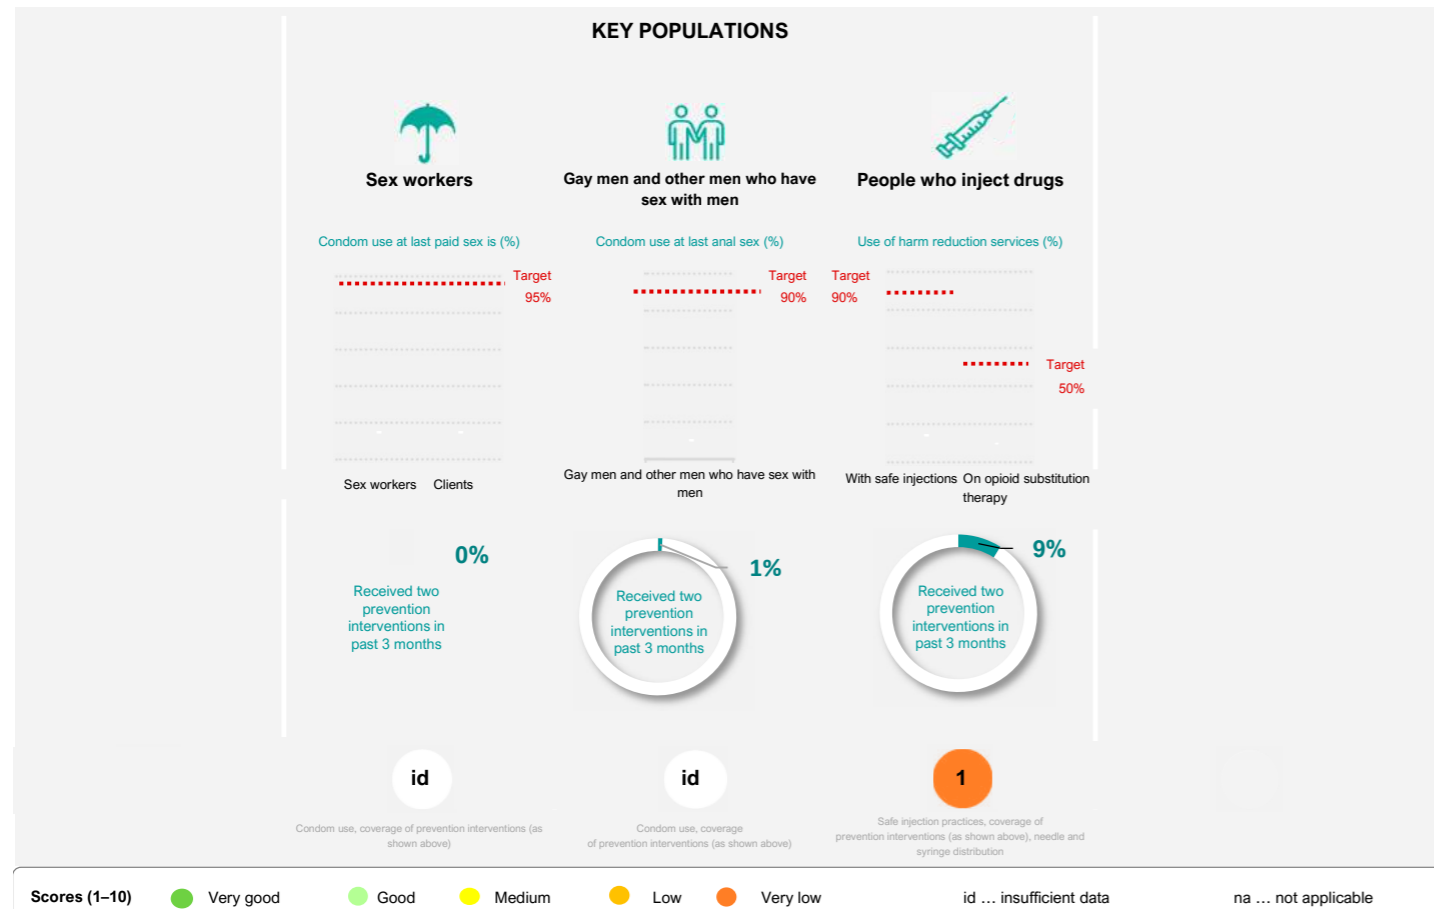 KEY POPULATIONS
Sex workers
Condom use at last paid sex is (%)
Target
95%
Sex workers
Clients
0%
Received two
prevention
interventions in
past 3 months
id
Condom use, coverage of prevention interventions (as
shown above)
Gay men and other men who have
sex with men
Condom use at last anal sex (%)
Target
90%
Gay men and other men who have sex with
men
1%
Received two
prevention
interventions in
past 3 months
id
Condom use, coverage
of prevention interventions (as shown above)
People who inject drugs
Use of harm reduction services (%)
Target
90%
Target
50%
With safe injections
On opioid substitution
therapy
9%
Received two
prevention
interventions in
past 3 months
1
Safe injection practices, coverage of
prevention interventions (as shown above), needle and
syringe distribution
Scores (1–10)
Very good
Good
Medium
Low
Very low
id … insufficient data
na … not applicable